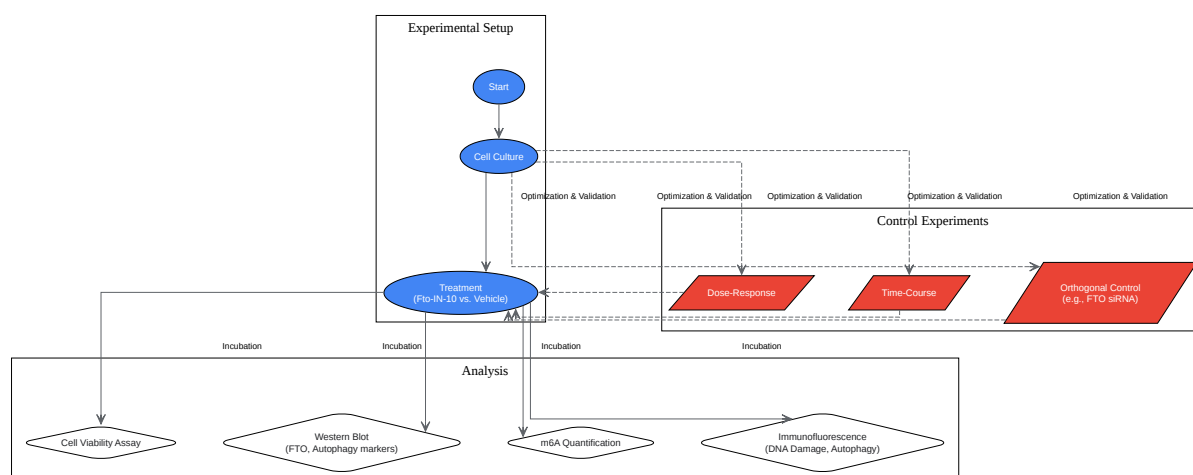 Experimental Setup
Start
Cell Culture
Optimization & Validation
Optimization & Validation
Optimization & Validation
Optimization & Validation
Optimization & Validation
Control Experiments
Treatment
(Fto-IN-10 vs. Vehicle)
Dose-Response
Time-Course
Orthogonal Control
(e.g., FTO siRNA)
Incubation
Incubation
Incubation
Incubation
Analysis
Cell Viability Assay
Western Blot
(FTO, Autophagy markers)
m6A Quantification
Immunofluorescence
(DNA Damage, Autophagy)